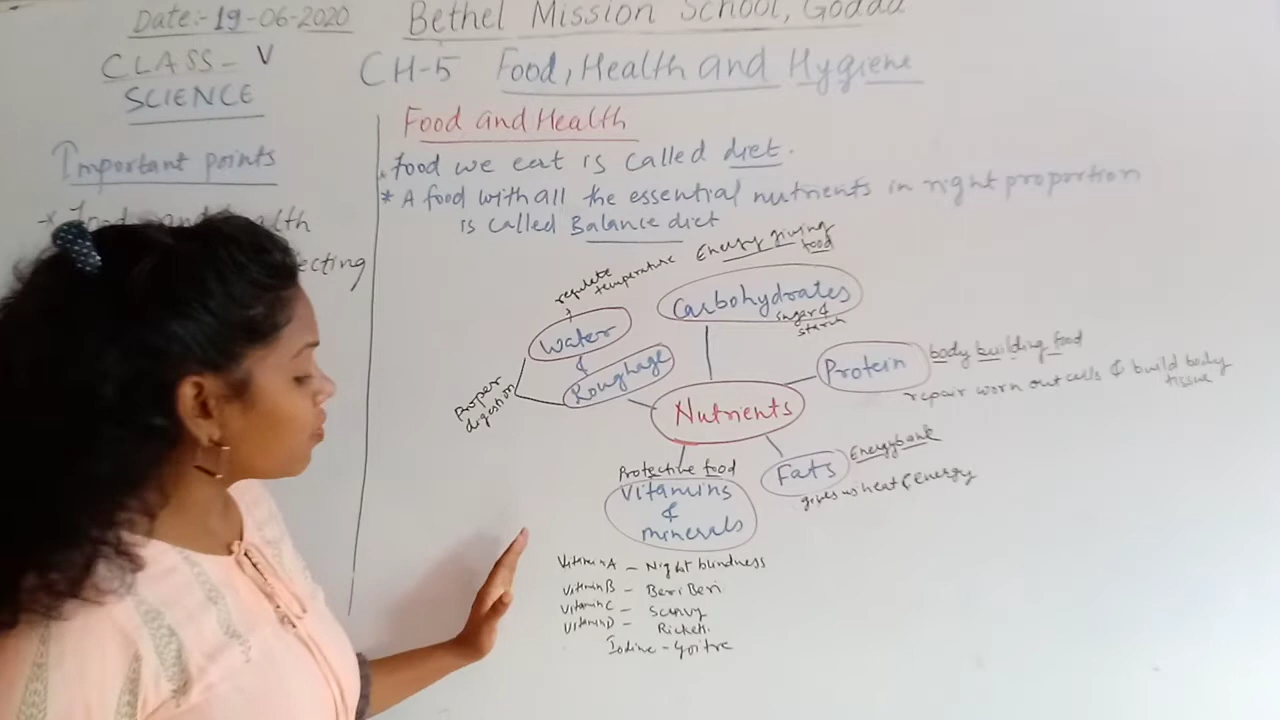 Date:- 19-06-2020
Bethel Mission School, Godda
CLASS - V
SCIENCE
CH-5 Food, Health and Hygiene
Important points
Food and Health
. food we eat is called diet.
* A food with all the essential nutrients in right proportion
is called Balance diet
* Food and Health
ecting
Energy giving
food
Carbohydrates
sugar &
starch
regulate
temperature
Water
&
Roughage
Proper
digestion
Nutrients
Protein
body building food
repair worn out cells & build body
tissue
Fats
Energy bank
gives us heat & energy
Protective food
Vitamins
&
minerals
Vitamin A - Night blindness
Vitamin B - Beri Beri
Vitamin C - Scurvy
Vitamin D - Rickets
Iodine - Goitre